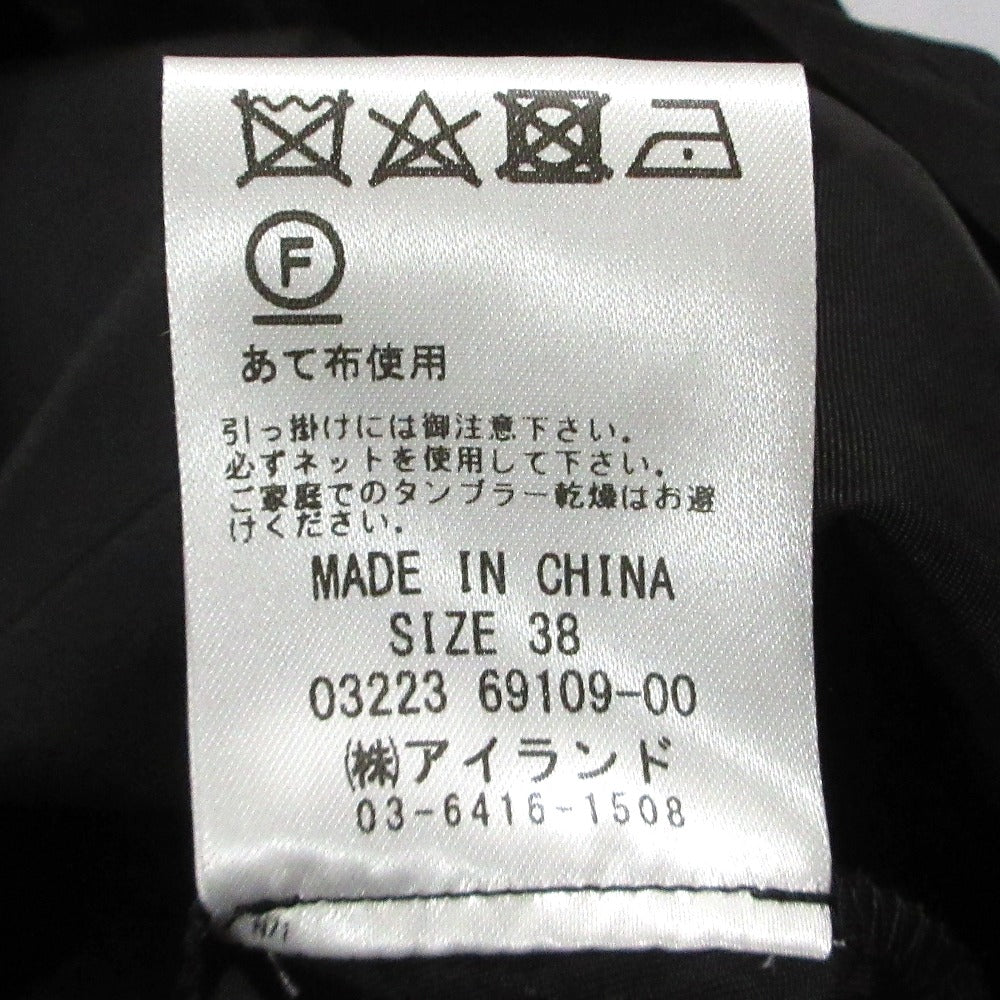 F
あて布使用
引っ掛けには御注意下さい。
必ずネットを使用して下さい。
ご家庭でのタンブラー乾燥はお避
けください。
MADE IN CHINA
SIZE 38
03223 69109-00
㈱アイランド
03-6416-1508